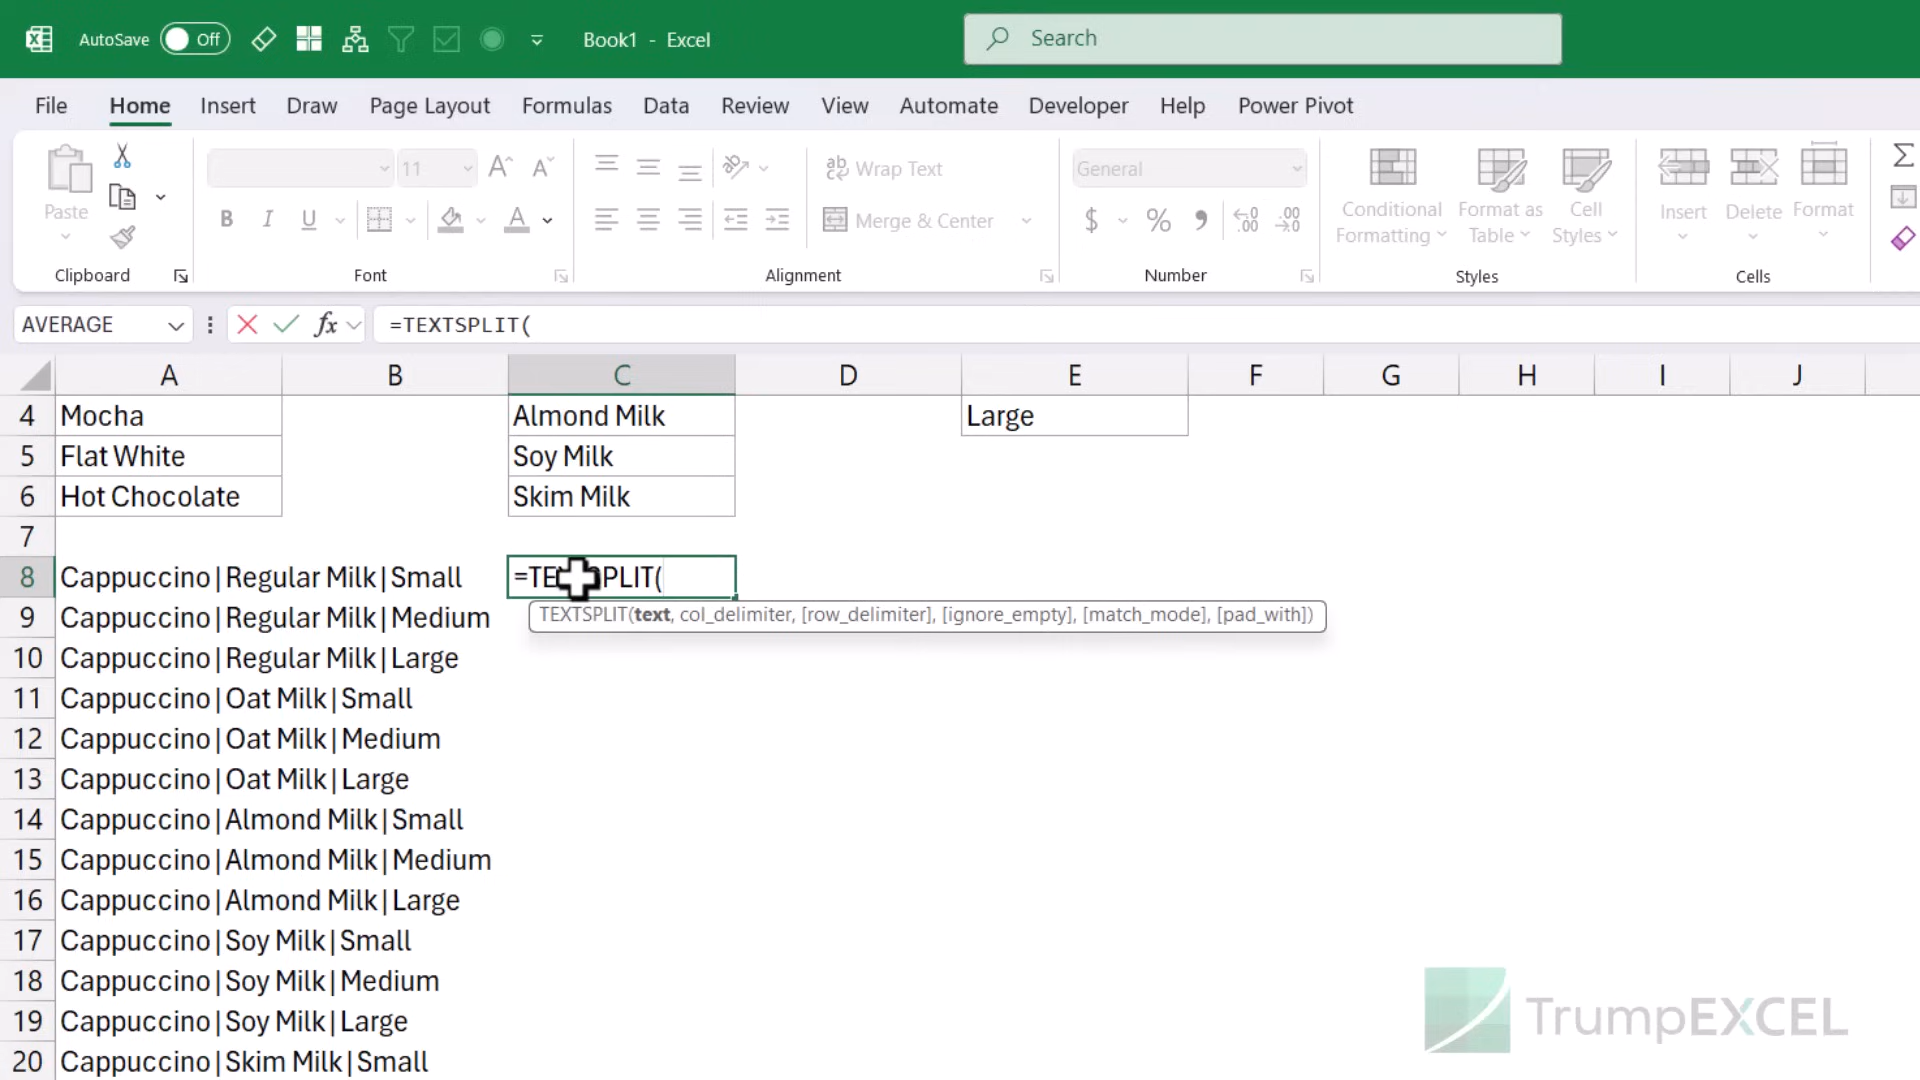 AutoSave Off Book1 - Excel Search
File Home Insert Draw Page Layout Formulas Data Review View Automate Developer Help Power Pivot
Paste 11 Wrap Text General Conditional Formatting Format as Table Cell Styles Insert Delete Format
B I U A Merge & Center $ % 9 .00 .00
Clipboard Font Alignment Number Styles Cells
AVERAGE fx =TEXTSPLIT(
A B C D E F G H I J
4 Mocha Almond Milk Large
5 Flat White Soy Milk
6 Hot Chocolate Skim Milk
7
8 Cappuccino|Regular Milk|Small =TEXTSPLIT(
9 Cappuccino|Regular Milk|Medium TEXTSPLIT(text, col_delimiter, [row_delimiter], [ignore_empty], [match_mode], [pad_with])
10 Cappuccino|Regular Milk|Large
11 Cappuccino|Oat Milk|Small
12 Cappuccino|Oat Milk|Medium
13 Cappuccino|Oat Milk|Large
14 Cappuccino|Almond Milk|Small
15 Cappuccino|Almond Milk|Medium
16 Cappuccino|Almond Milk|Large
17 Cappuccino|Soy Milk|Small
18 Cappuccino|Soy Milk|Medium
19 Cappuccino|Soy Milk|Large
20 Cappuccino|Skim Milk|Small
TrumpEXCEL